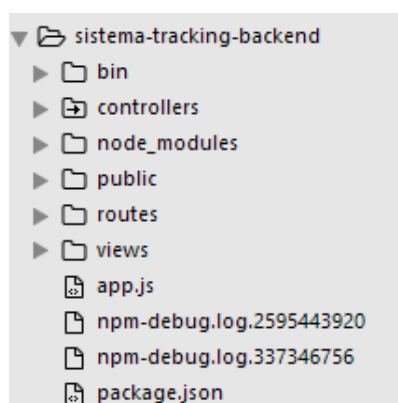 sistema-tracking-backend
bin
controllers
node_modules
public
routes
views
app.js
npm-debug.log.2595443920
npm-debug.log.337346756
package.json